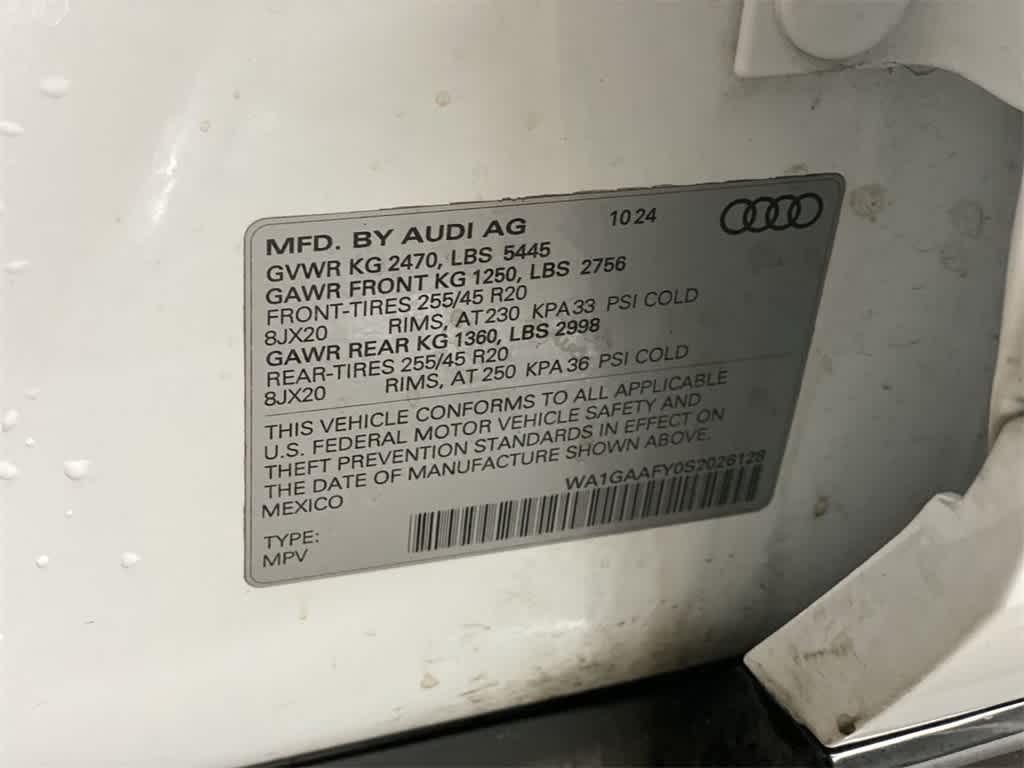 MFD. BY AUDI AG 10 24
GVWR KG 2470, LBS 5445
GAWR FRONT KG 1250, LBS 2756
FRONT-TIRES 255/45 R20
8JX20 RIMS, AT 230 KPA 33 PSI COLD
GAWR REAR KG 1360, LBS 2998
REAR-TIRES 255/45 R20
8JX20 RIMS, AT 250 KPA 36 PSI COLD
THIS VEHICLE CONFORMS TO ALL APPLICABLE
U.S. FEDERAL MOTOR VEHICLE SAFETY AND
THEFT PREVENTION STANDARDS IN EFFECT ON
THE DATE OF MANUFACTURE SHOWN ABOVE.
MEXICO WA1GAAFY0S2026128
TYPE:
MPV